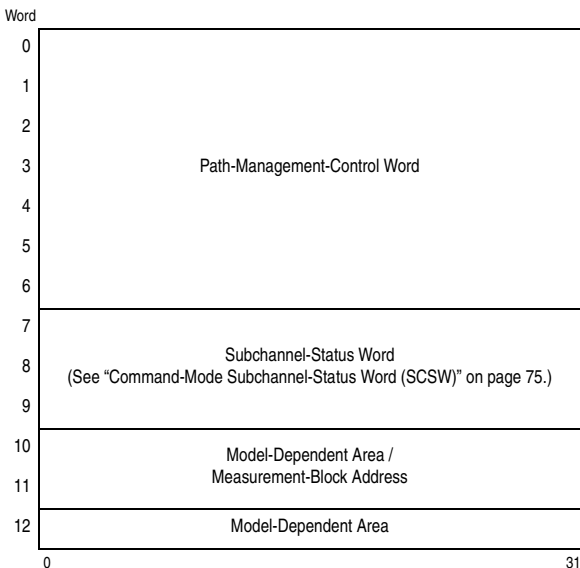 Word
0
1
2
3
Path-Management-Control Word
4
5
6
7
8
Subchannel-Status Word
(See “Command-Mode Subchannel-Status Word (SCSW)” on page 75.)
9
10
Model-Dependent Area /
Measurement-Block Address
11
12
Model-Dependent Area
0
31